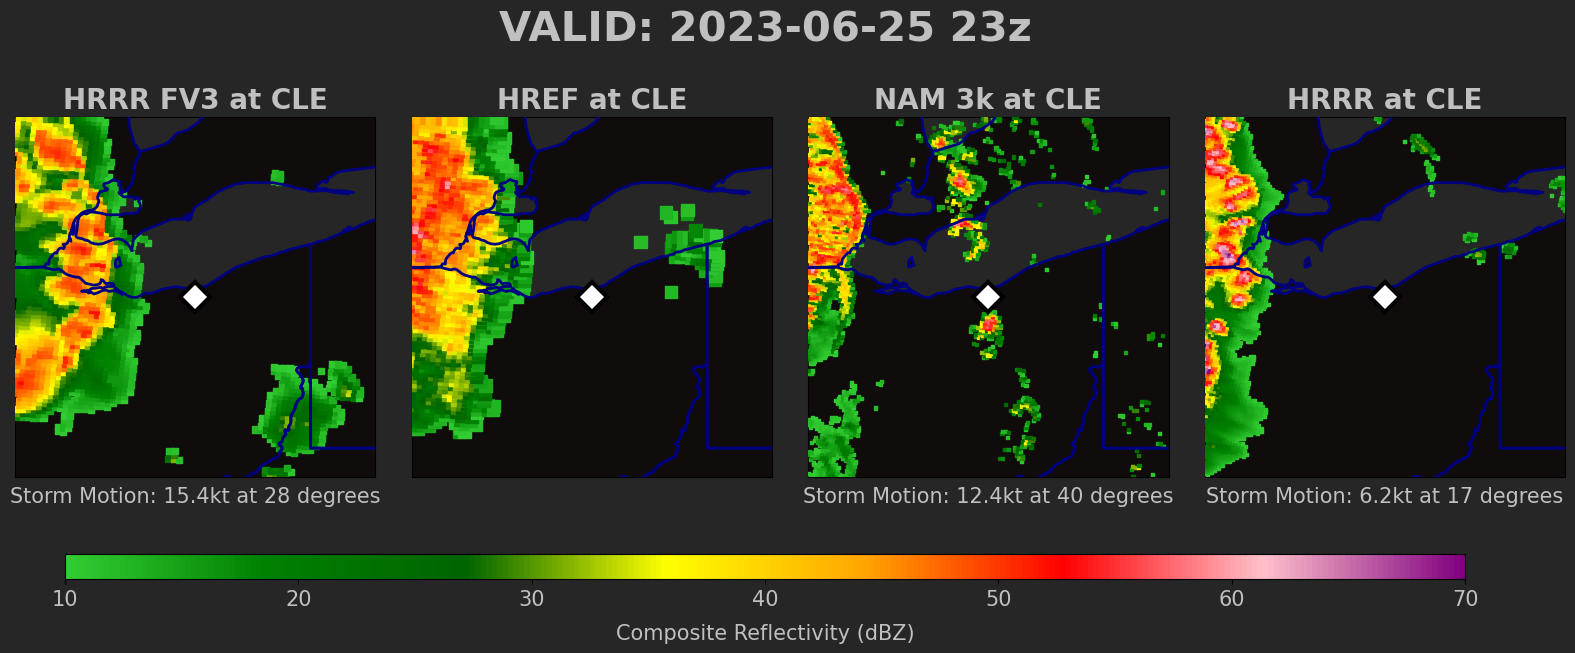 VALID: 2023-06-25 23z
HRRR FV3 at CLE
HREF at CLE
NAM 3k at CLE
HRRR at CLE
Storm Motion: 15.4kt at 28 degrees
Storm Motion: 12.4kt at 40 degrees
Storm Motion: 6.2kt at 17 degrees
10 20 30 40 50 60 70
Composite Reflectivity (dBZ)